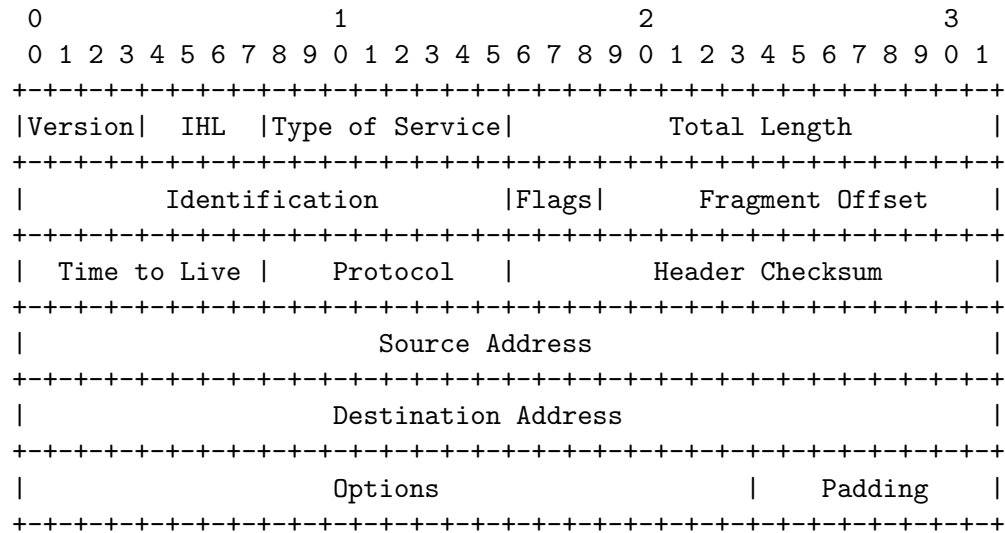 0                   1                   2                   3
 0 1 2 3 4 5 6 7 8 9 0 1 2 3 4 5 6 7 8 9 0 1 2 3 4 5 6 7 8 9 0 1
+-+-+-+-+-+-+-+-+-+-+-+-+-+-+-+-+-+-+-+-+-+-+-+-+-+-+-+-+-+-+-+-+
|Version|  IHL  |Type of Service|          Total Length         |
+-+-+-+-+-+-+-+-+-+-+-+-+-+-+-+-+-+-+-+-+-+-+-+-+-+-+-+-+-+-+-+-+
|         Identification        |Flags|      Fragment Offset    |
+-+-+-+-+-+-+-+-+-+-+-+-+-+-+-+-+-+-+-+-+-+-+-+-+-+-+-+-+-+-+-+-+
|  Time to Live |    Protocol   |         Header Checksum       |
+-+-+-+-+-+-+-+-+-+-+-+-+-+-+-+-+-+-+-+-+-+-+-+-+-+-+-+-+-+-+-+-+
|                       Source Address                          |
+-+-+-+-+-+-+-+-+-+-+-+-+-+-+-+-+-+-+-+-+-+-+-+-+-+-+-+-+-+-+-+-+
|                    Destination Address                        |
+-+-+-+-+-+-+-+-+-+-+-+-+-+-+-+-+-+-+-+-+-+-+-+-+-+-+-+-+-+-+-+-+
|                    Options                    |    Padding    |
+-+-+-+-+-+-+-+-+-+-+-+-+-+-+-+-+-+-+-+-+-+-+-+-+-+-+-+-+-+-+-+-+